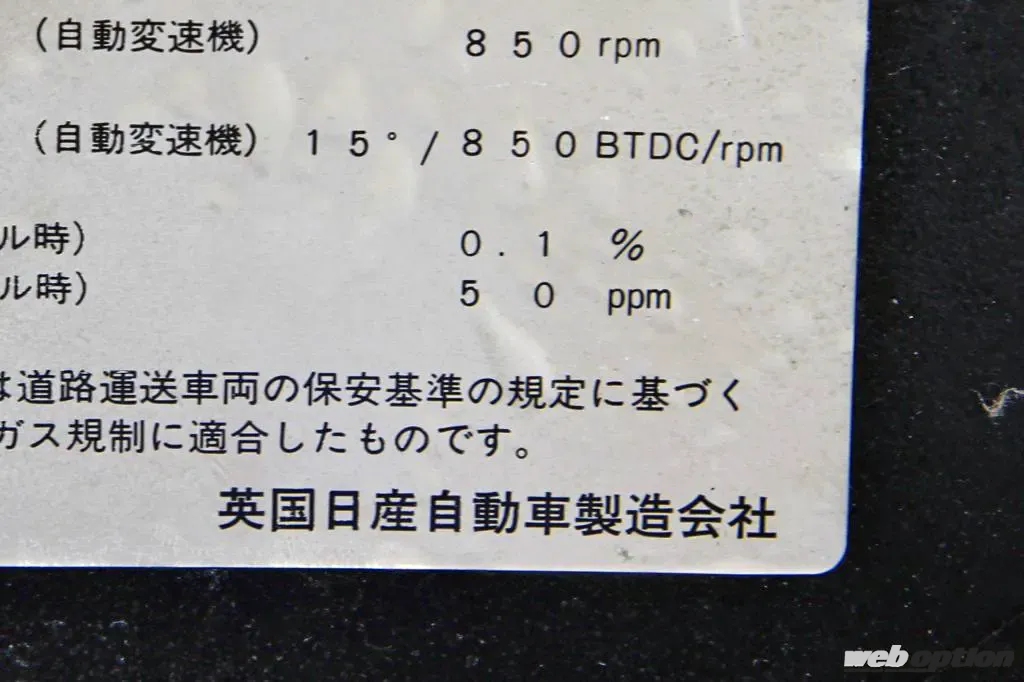 (自動変速機) 850rpm
(自動変速機) 15°/850BTDC/rpm
ル時) 0.1 %
ル時) 50 ppm
は道路運送車両の保安基準の規定に基づく
ガス規制に適合したものです。
英国日産自動車製造会社
web option